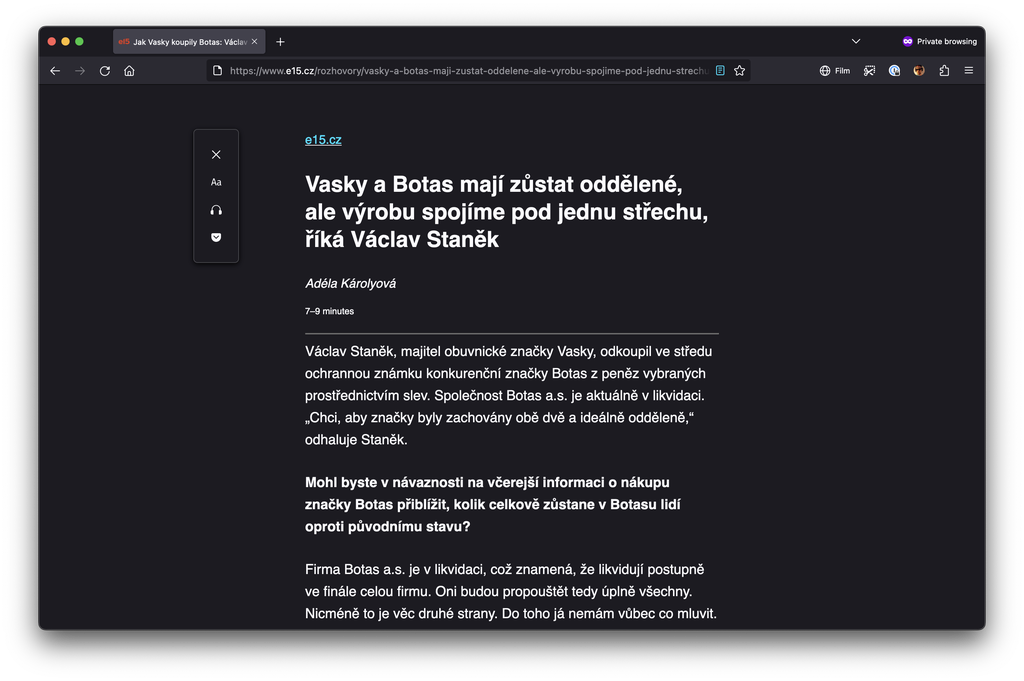 e15 Jak Vasky koupily Botas: Václav
Private browsing
https://www.e15.cz/rozhovory/vasky-a-botas-maji-zustat-oddelene-ale-vyrobu-spojime-pod-jednu-strechu
Film
Aa
e15.cz
Vasky a Botas mají zůstat oddělené,
ale výrobu spojíme pod jednu střechu,
říká Václav Staněk
Adéla Károlyová
7–9 minutes
Václav Staněk, majitel obuvnické značky Vasky, odkoupil ve středu
ochrannou známku konkurenční značky Botas z peněz vybraných
prostřednictvím slev. Společnost Botas a.s. je aktuálně v likvidaci.
„Chci, aby značky byly zachovány obě dvě a ideálně odděleně,“
odhaluje Staněk.
Mohl byste v návaznosti na včerejší informaci o nákupu
značky Botas přiblížit, kolik celkově zůstane v Botasu lidí
oproti původnímu stavu?
Firma Botas a.s. je v likvidaci, což znamená, že likvidují postupně
ve finále celou firmu. Oni budou propouštět tedy úplně všechny.
Nicméně to je věc druhé strany. Do toho já nemám vůbec co mluvit.